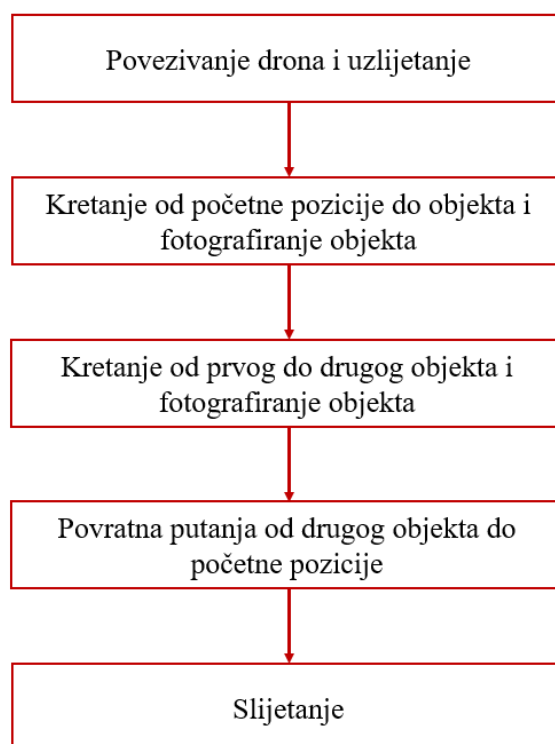 Povezivanje drona i uzlijetanje
Kretanje od početne pozicije do objekta i
fotografiranje objekta
Kretanje od prvog do drugog objekta i
fotografiranje objekta
Povratna putanja od drugog objekta do
početne pozicije
Slijetanje